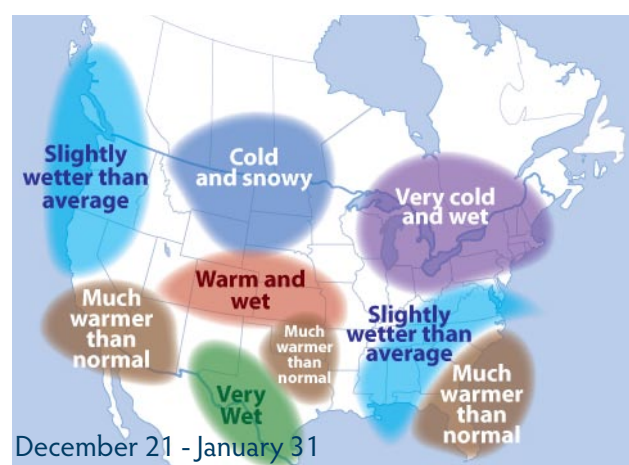 Slightly
wetter than
average
Cold
and snowy
Very cold
and wet
Warm and
wet
Much
warmer
than
normal
Much
warmer
than
normal
Slightly
wetter than
average
Very
Wet
Much
warmer
than
normal
December 21 - January 31